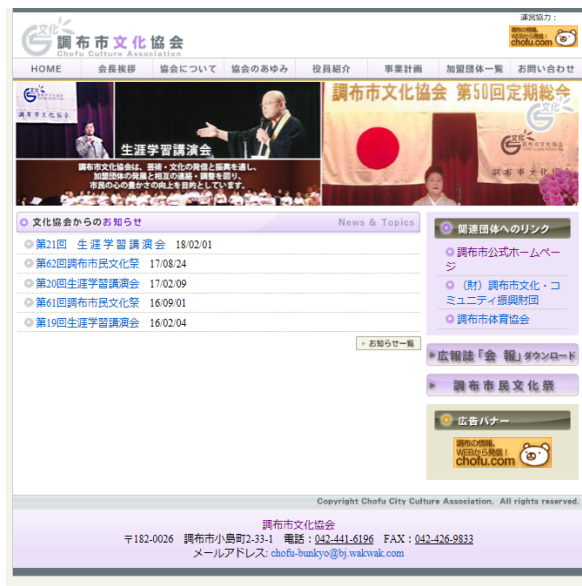 運営協力：
文化
調布市文化協会
Chofu Culture Association
調布の情報、
WEBから発信！
chofu.com
HOME 会長挨拶 協会について 協会のあゆみ 役員紹介 事業計画 加盟団体一覧 お問い合わせ
文化
調布市文化協会
生涯学習講演会
調布市文化協会は、芸術・文化の発信と振興を通し、
加盟団体の発展と相互の連絡・調整を図り、
市民の心の豊かさの向上を目的としています。
調布市文化協会 第50回定期総会
文化
調布市文化
文化協会からのお知らせ News & Topics
第21回 生涯学習講演会 18/02/01
第62回調布市民文化祭 17/08/24
第20回生涯学習講演会 17/02/09
第61回調布市民文化祭 16/09/01
第19回生涯学習講演会 16/02/04
お知らせ一覧
関連団体へのリンク
調布市公式ホームペー
ジ
（財）調布市文化・コ
ミュニティ振興財団
調布市体育協会
広報誌「会 報」ダウンロード
調布市民文化祭
広告バナー
調布の情報、
WEBから発信！
chofu.com
Copyright Chofu City Culture Association. All rights reserved.
調布市文化協会
〒182-0026 調布市小島町2-33-1 電話：042-441-6196 FAX：042-426-9833
メールアドレス: chofu-bunkyo@bj.wakwak.com